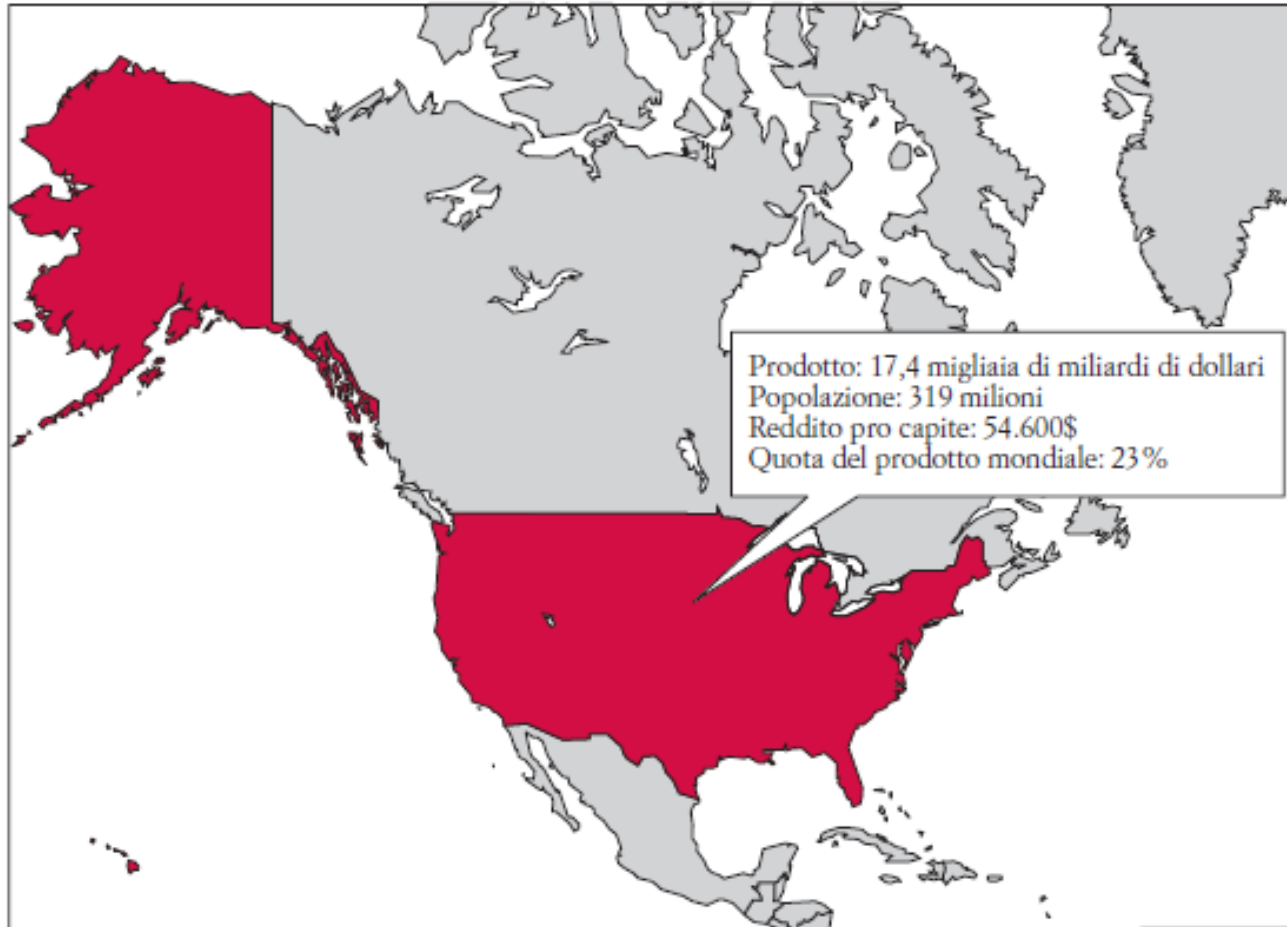 Prodotto: 17,4 migliaia di miliardi di dollari
Popolazione: 319 milioni
Reddito pro capite: 54.600$
Quota del prodotto mondiale: 23%